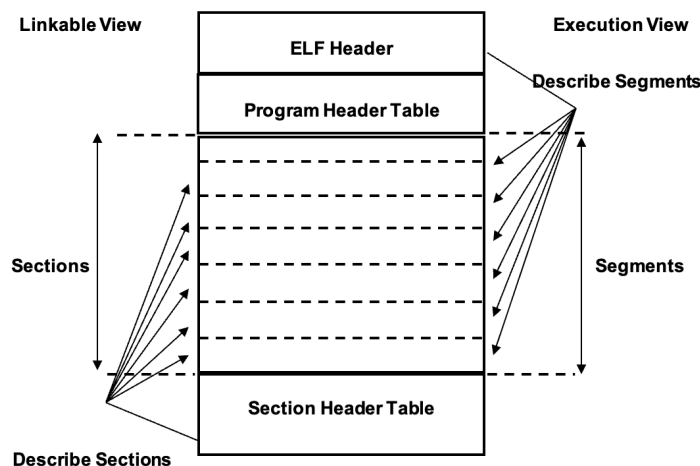 Linkable View
Execution View
ELF Header
Describe Segments
Program Header Table
Sections
Segments
Section Header Table
Describe Sections